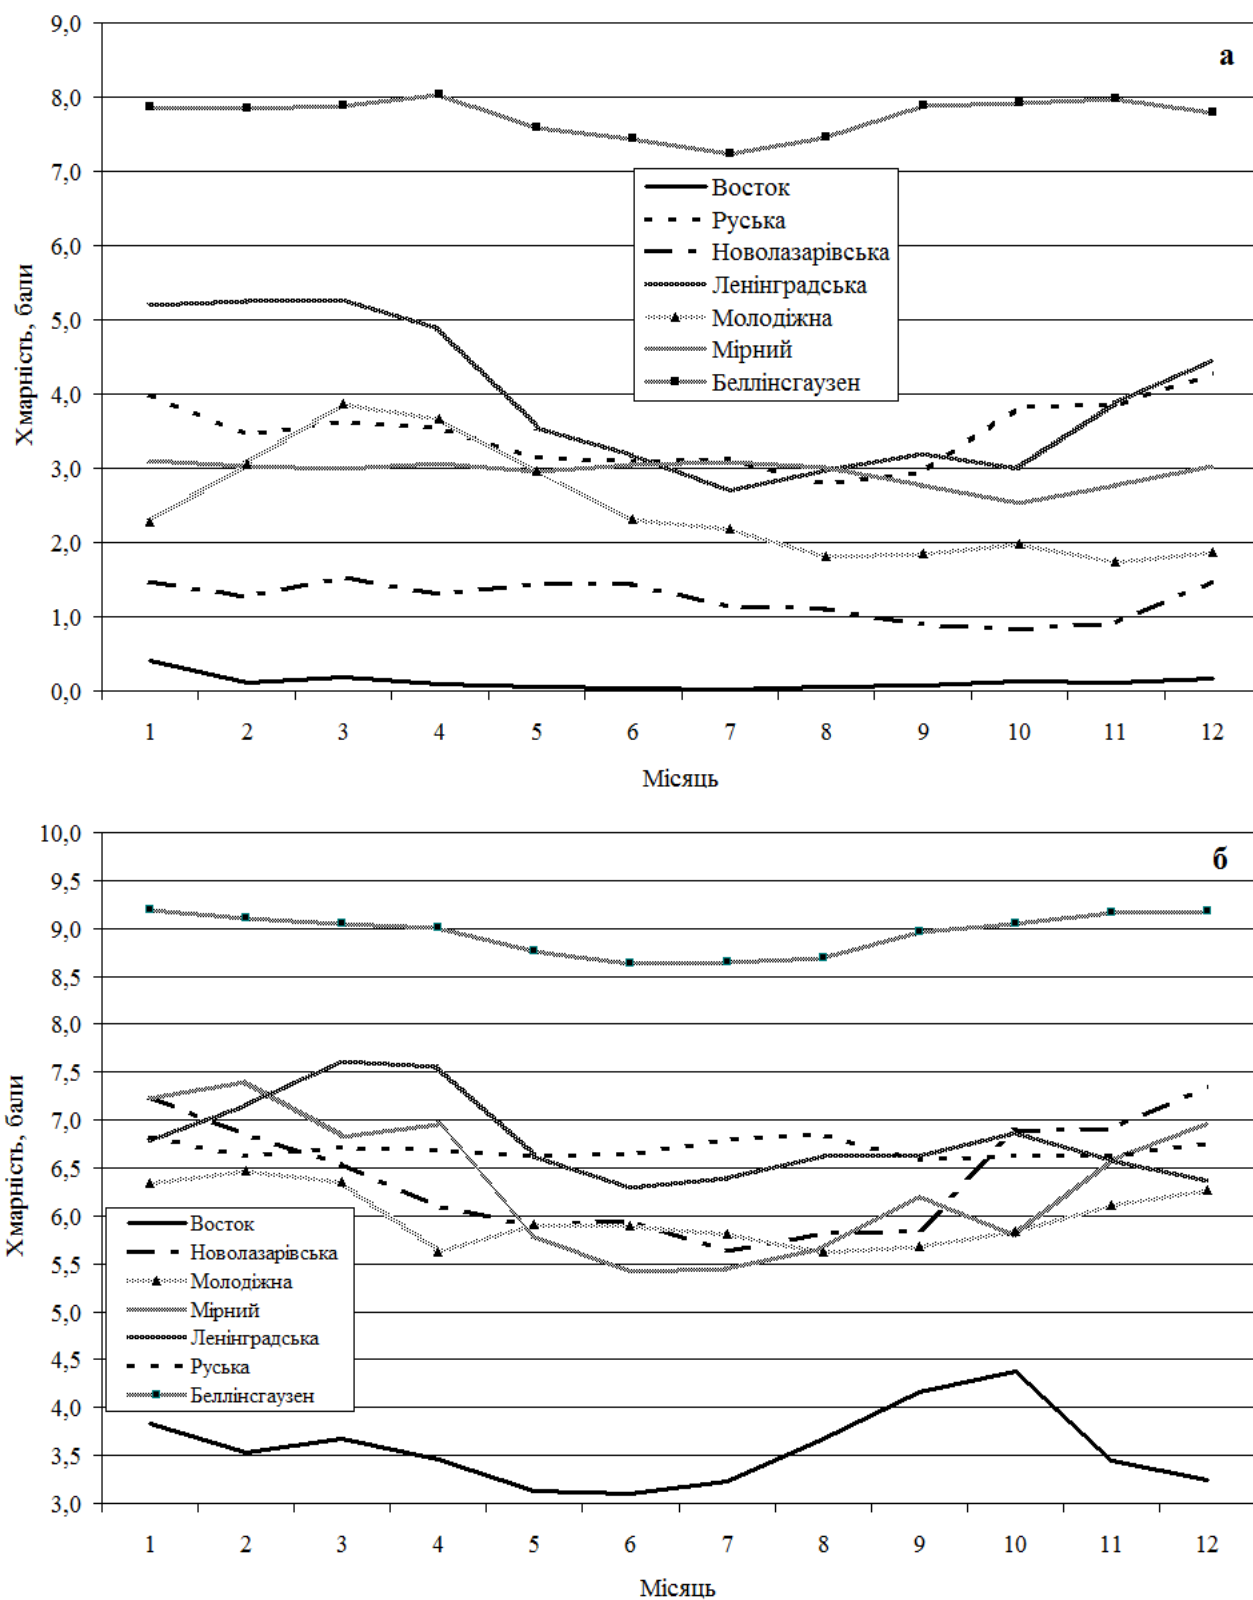 9,0
а
8,0
7,0
Восток
Руська
6,0
Новолазарівська
Ленінградська
5,0
Молодіжна
Мірний
Беллінсгаузен
4,0
3,0
2,0
1,0
0,0
Хмарність, бали
1 2 3 4 5 6 7 8 9 10 11 12
Місяць
10,0
б
9,5
9,0
8,5
8,0
7,5
7,0
6,5
6,0
5,5
5,0
4,5
4,0
3,5
3,0
Хмарність, бали
Восток
Новолазарівська
Молодіжна
Мірний
Ленінградська
Руська
Беллінсгаузен
1 2 3 4 5 6 7 8 9 10 11 12
Місяць